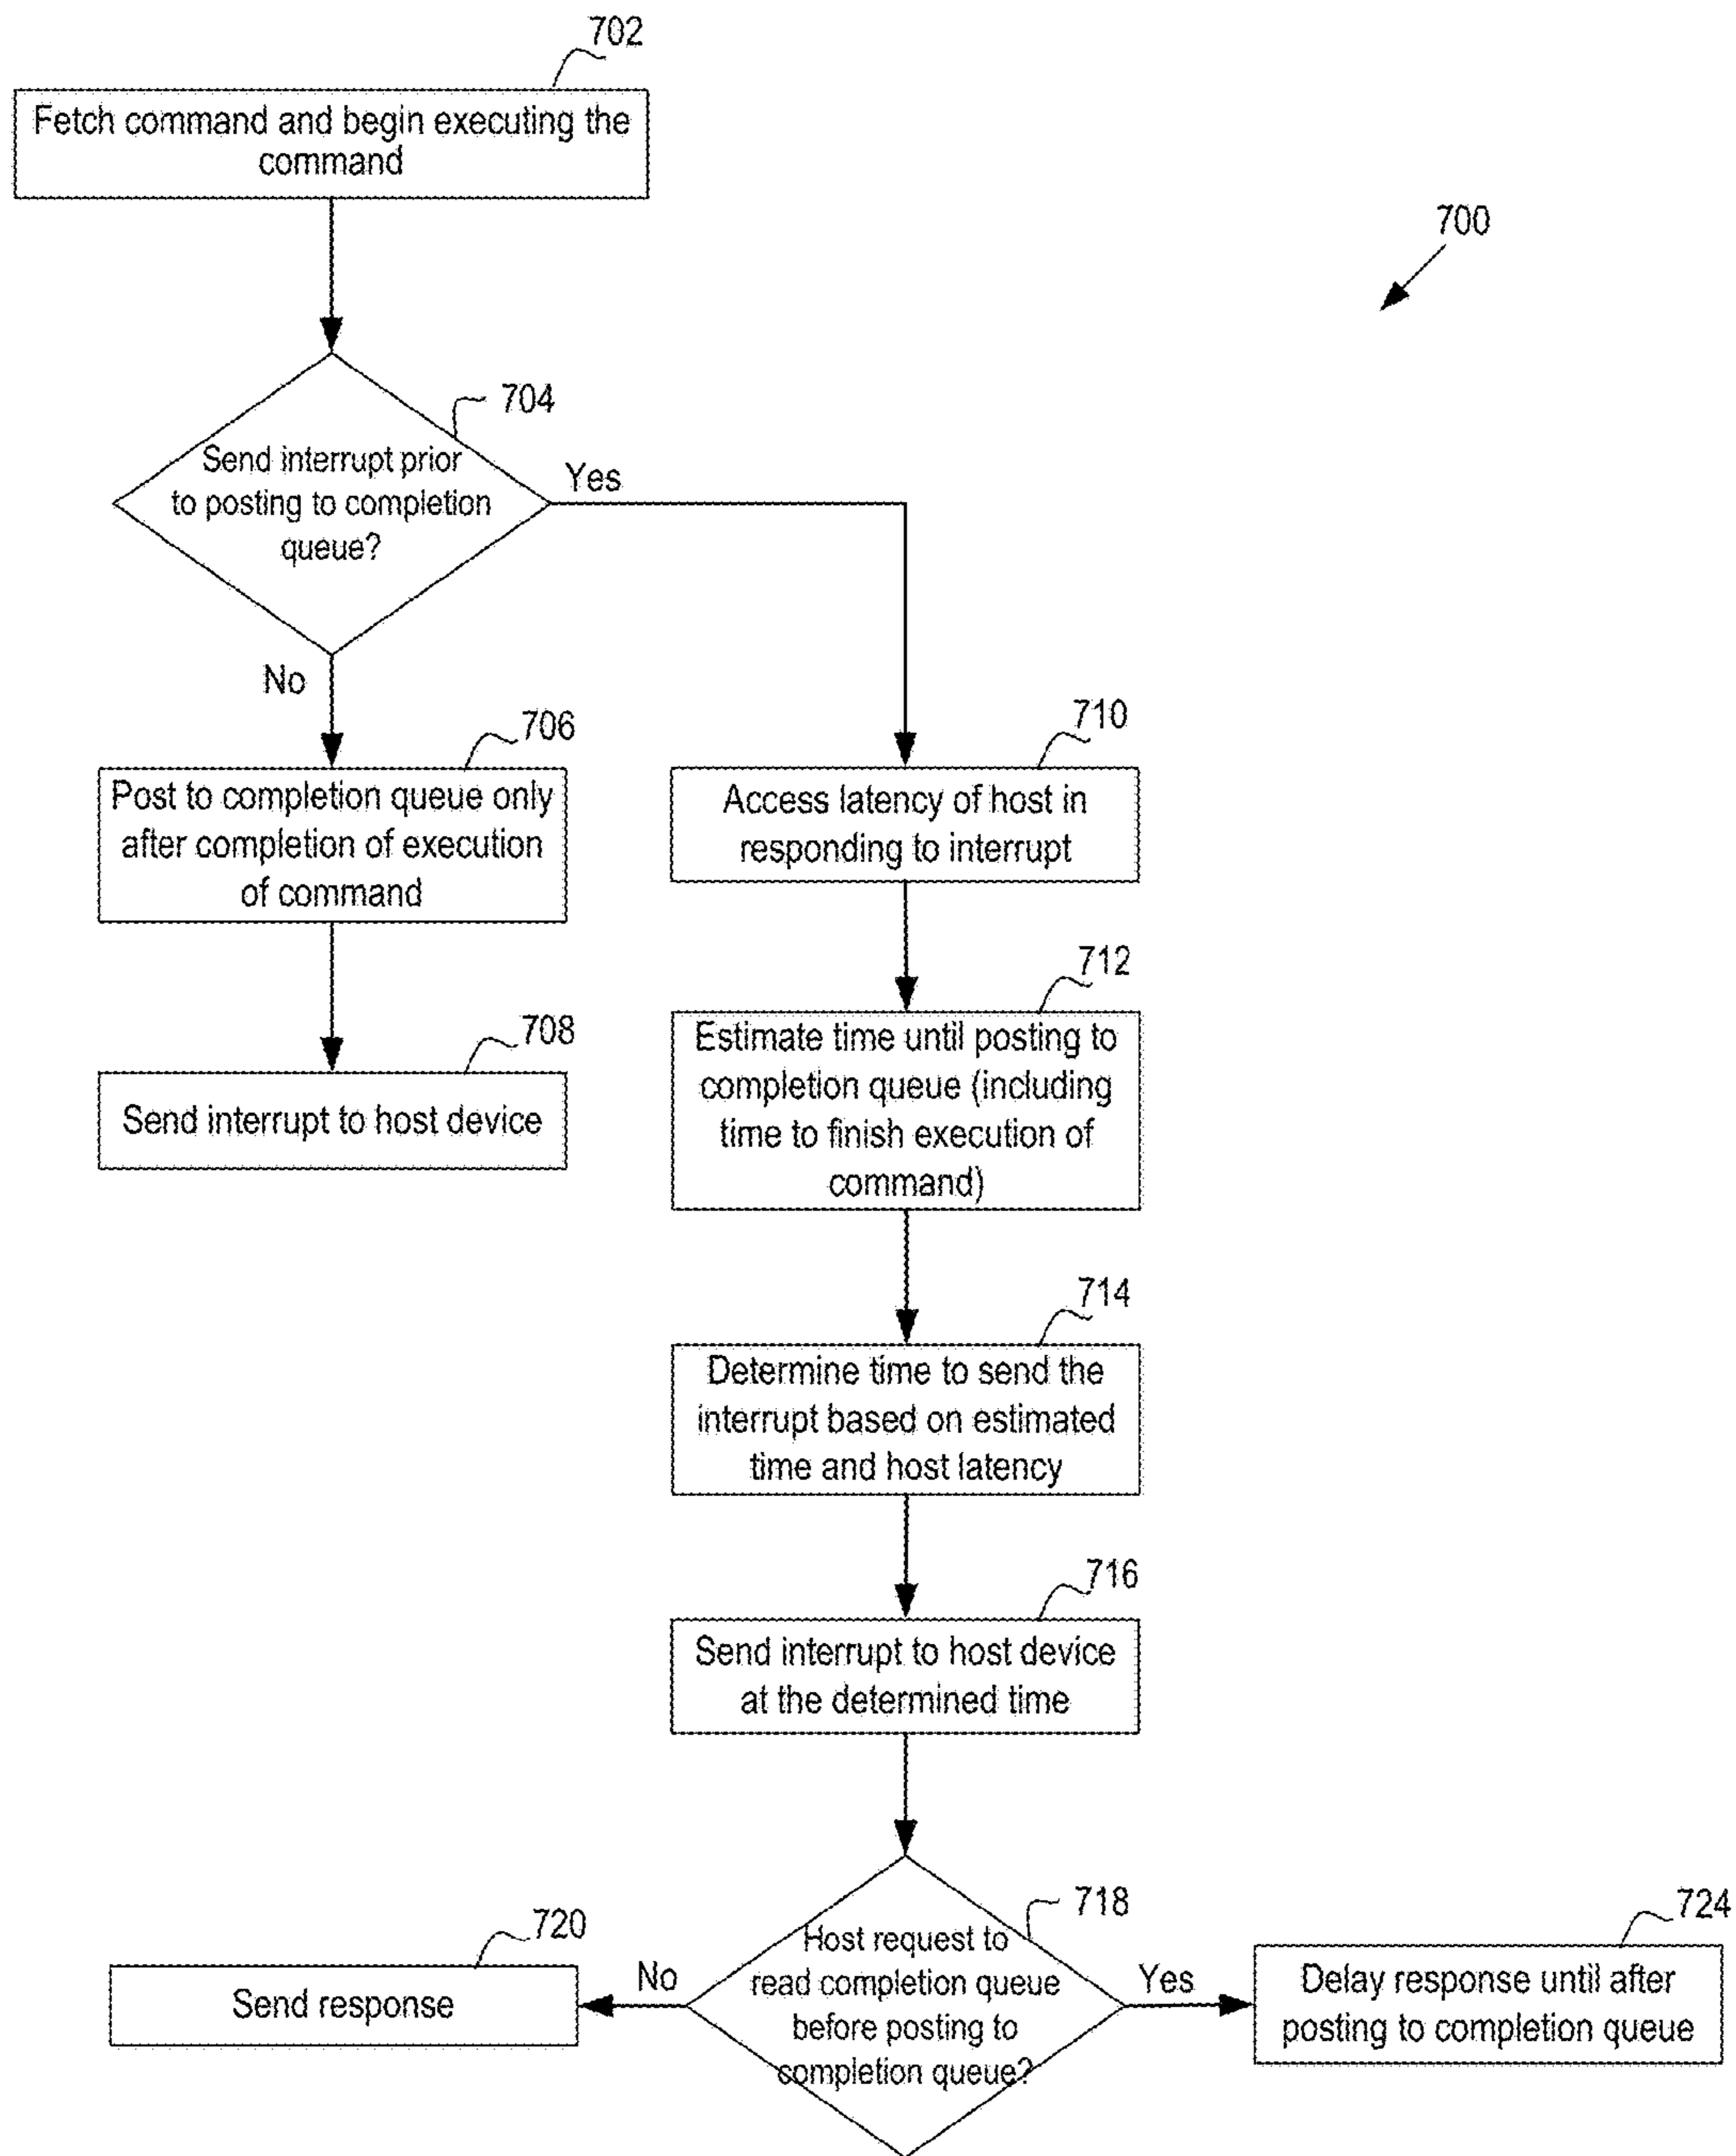 702
Fetch command and begin executing the
command
700
704
Send interrupt prior
to posting to completion
queue?
Yes
No
706
Post to completion queue only
after completion of execution
of command
708
Send interrupt to host device
710
Access latency of host in
responding to interrupt
712
Estimate time until posting to
completion queue (including
time to finish execution of
command)
714
Determine time to send the
interrupt based on estimated
time and host latency
716
Send interrupt to host device
at the determined time
718
Host request to
read completion queue
before posting to
completion queue?
No
720
Send response
Yes
724
Delay response until after
posting to completion queue